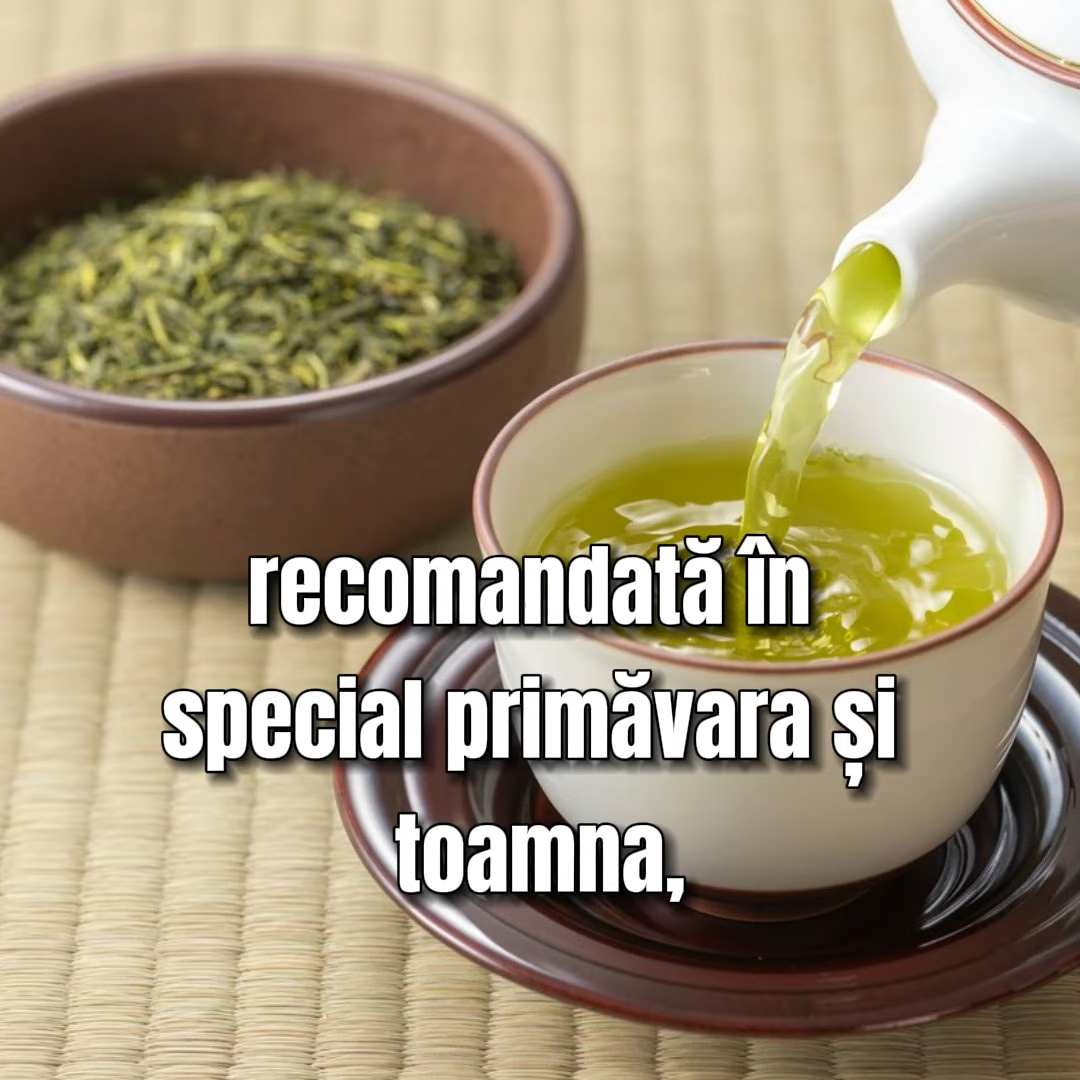 recomandată în
special primăvara și
toamna,